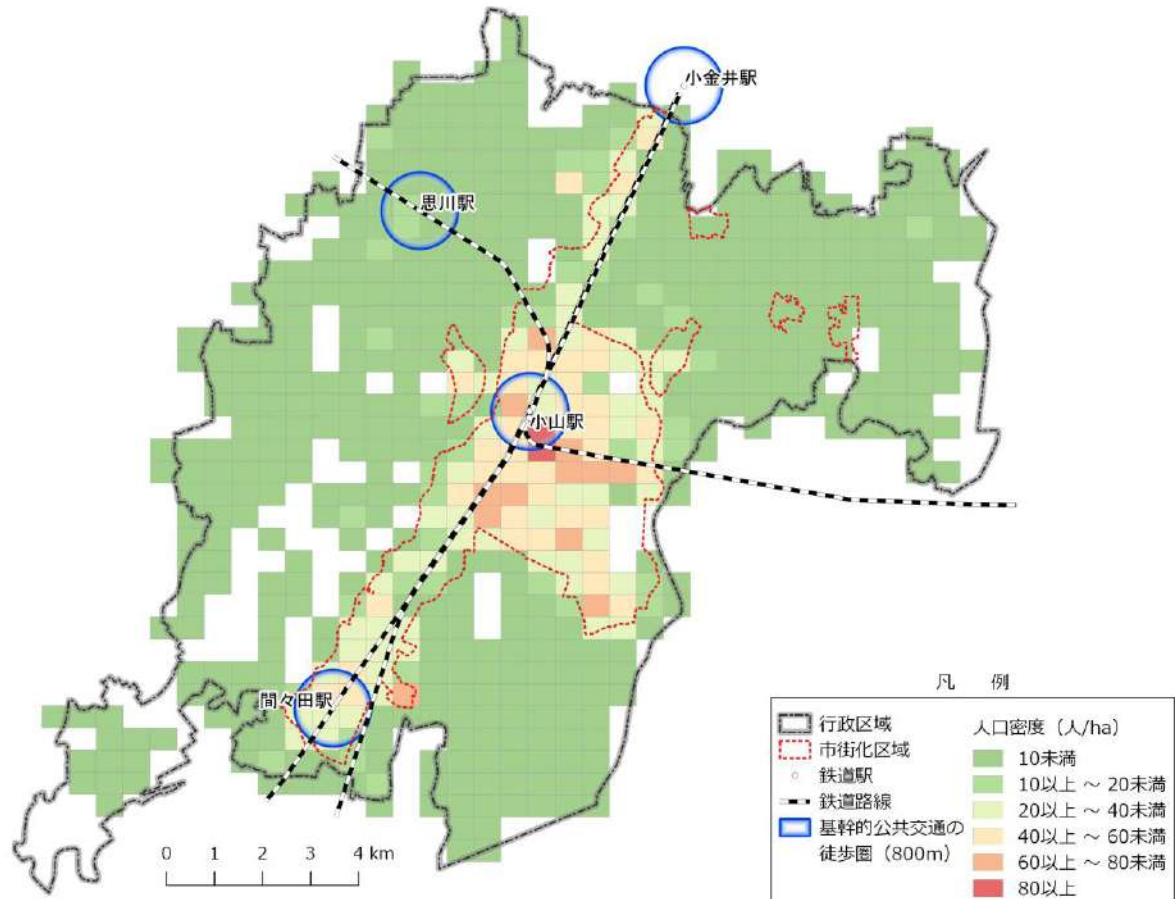 小金井駅
思川駅
小山駅
間々田駅
0 1 2 3 4 km
凡 例
行政区域
市街化区域
鉄道駅
鉄道路線
基幹的公共交通の
徒歩圏（800m）
人口密度（人/ha）
10未満
10以上 ～ 20未満
20以上 ～ 40未満
40以上 ～ 60未満
60以上 ～ 80未満
80以上